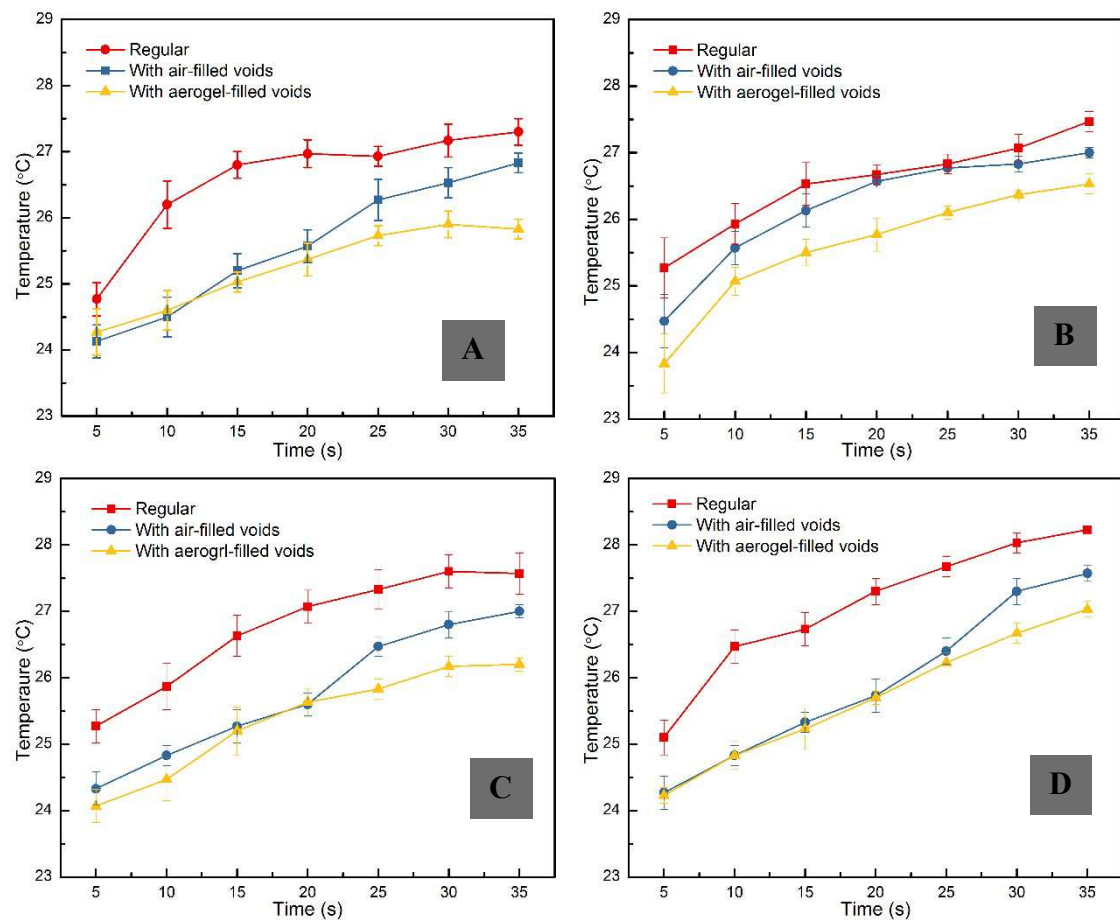 29
28
27
26
25
24
23
Temperature (°C)
Regular
With air-filled voids
With aerogel-filled voids
A
5 10 15 20 25 30 35
Time (s)
29
28
27
26
25
24
23
Temperature (°C)
Regular
With air-filled voids
With aerogel-filled voids
B
5 10 15 20 25 30 35
Time (s)
29
28
27
26
25
24
23
Temperaure (°C)
Regular
With air-filled voids
With aerogrl-filled voids
C
5 10 15 20 25 30 35
Time (s)
29
28
27
26
25
24
23
Temperature (°C)
Regular
With air-filled voids
With aerogel-filled voids
D
5 10 15 20 25 30 35
Time (s)